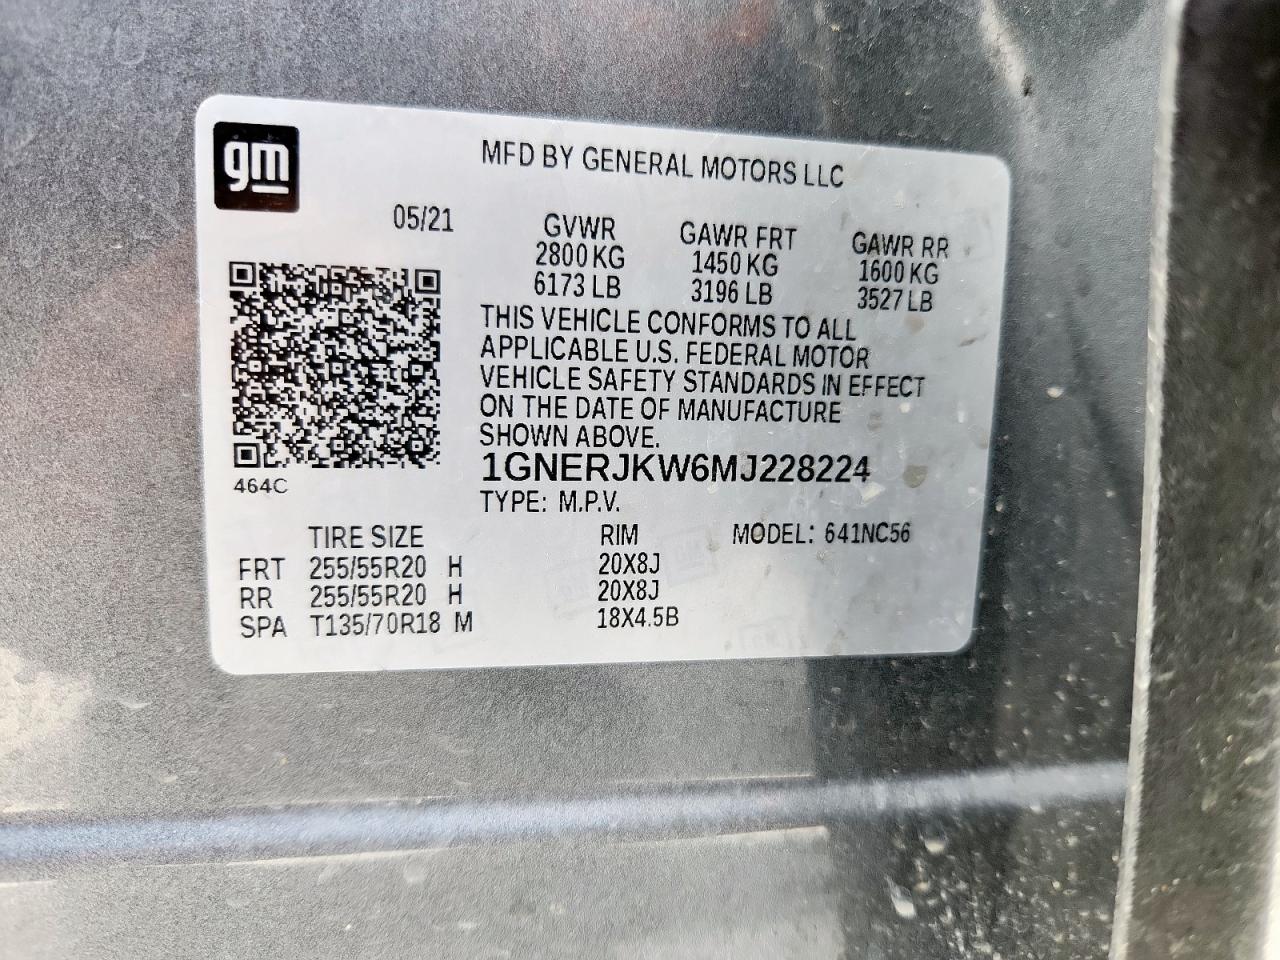 gm
MFD BY GENERAL MOTORS LLC
05/21 GVWR GAWR FRT GAWR RR
2800 KG 1450 KG 1600 KG
6173 LB 3196 LB 3527 LB
THIS VEHICLE CONFORMS TO ALL
APPLICABLE U.S. FEDERAL MOTOR
VEHICLE SAFETY STANDARDS IN EFFECT
ON THE DATE OF MANUFACTURE
SHOWN ABOVE.
1GNERJKW6MJ228224
464C
TYPE: M.P.V.
TIRE SIZE RIM MODEL: 641NC56
FRT 255/55R20 H 20X8J
RR 255/55R20 H 20X8J
SPA T135/70R18 M 18X4.5B